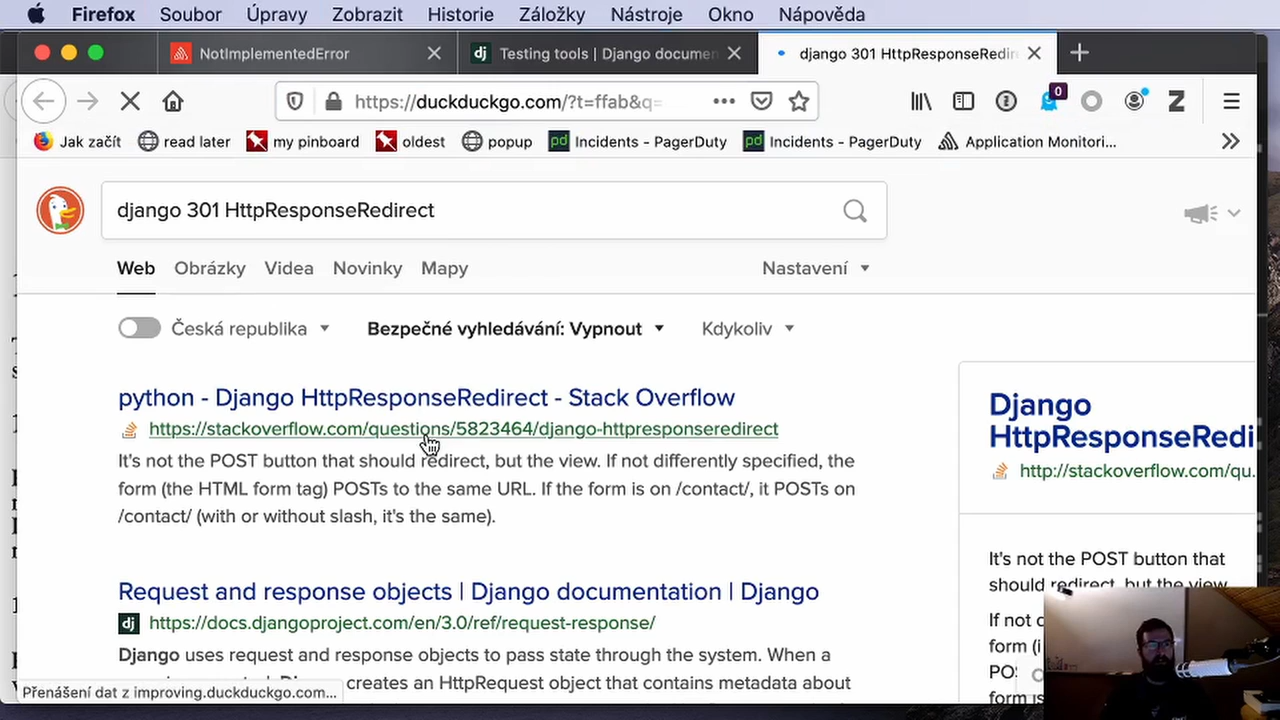 Firefox Soubor Úpravy Zobrazit Historie Záložky Nástroje Okno Nápověda
NotImplementedError
Testing tools | Django documen
django 301 HttpResponseRedir
https://duckduckgo.com/?t=ffab&q=
0
Z
Jak začít read later my pinboard oldest popup pd Incidents - PagerDuty pd Incidents - PagerDuty Application Monitori...
django 301 HttpResponseRedirect
Web Obrázky Videa Novinky Mapy Nastavení
Česká republika Bezpečné vyhledávání: Vypnout Kdykoliv
python - Django HttpResponseRedirect - Stack Overflow
https://stackoverflow.com/questions/5823464/django-httpresponseredirect
It's not the POST button that should redirect, but the view. If not differently specified, the
form (the HTML form tag) POSTs to the same URL. If the form is on /contact/, it POSTs on
/contact/ (with or without slash, it's the same).
Request and response objects | Django documentation | Django
dj https://docs.djangoproject.com/en/3.0/ref/request-response/
Django uses request and response objects to pass state through the system. When a
creates an HttpRequest object that contains metadata about
Přenášení dat z improving.duckduckgo.com...
Django
HttpResponseRedi
http://stackoverflow.com/qu.
It's not the POST button that
should redirect, but the view.
If not
form (i
POS
form is